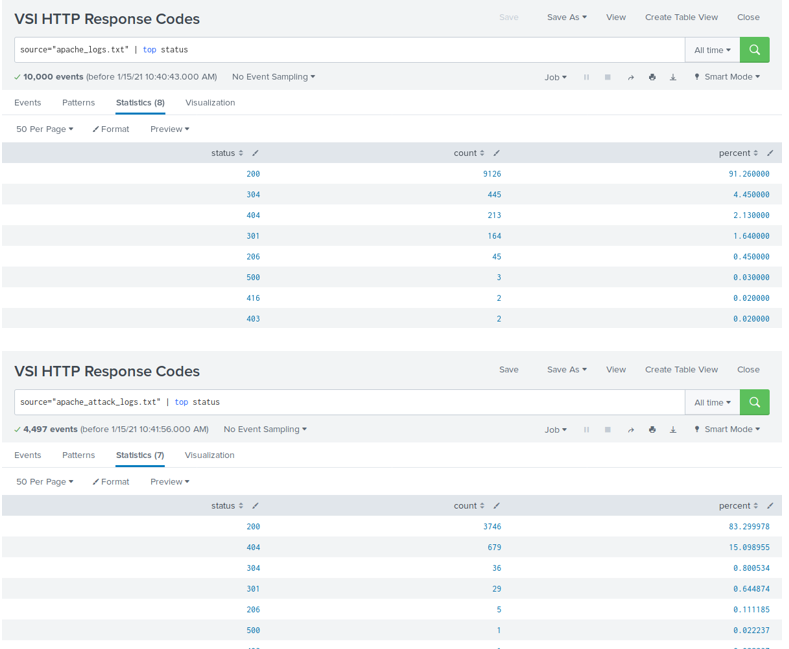 VSI HTTP Response Codes
Save Save As View Create Table View Close
source="apache_logs.txt" | top status
All time
✓ 10,000 events (before 1/15/21 10:40:43.000 AM) No Event Sampling
Job Smart Mode
Events Patterns Statistics (8) Visualization
50 Per Page Format Preview
status count percent
200 9126 91.260000
304 445 4.450000
404 213 2.130000
301 164 1.640000
206 45 0.450000
500 3 0.030000
416 2 0.020000
403 2 0.020000
VSI HTTP Response Codes
Save Save As View Create Table View Close
source="apache_attack_logs.txt" | top status
All time
✓ 4,497 events (before 1/15/21 10:41:56.000 AM) No Event Sampling
Job Smart Mode
Events Patterns Statistics (7) Visualization
50 Per Page Format Preview
status count percent
200 3746 83.299978
404 679 15.098955
304 36 0.800534
301 29 0.644874
206 5 0.111185
500 1 0.022237